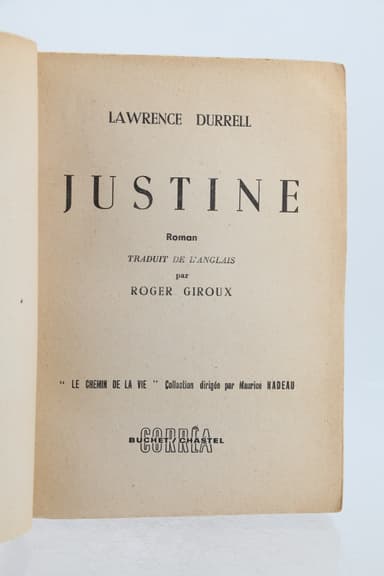 LAWRENCE DURRELL
JUSTINE
Roman
TRADUIT DE L'ANGLAIS
par
ROGER GIROUX
" LE CHEMIN DE LA VIE " Collection dirigée par Maurice NADEAU
CORRÊA
BUCHET/CHASTEL